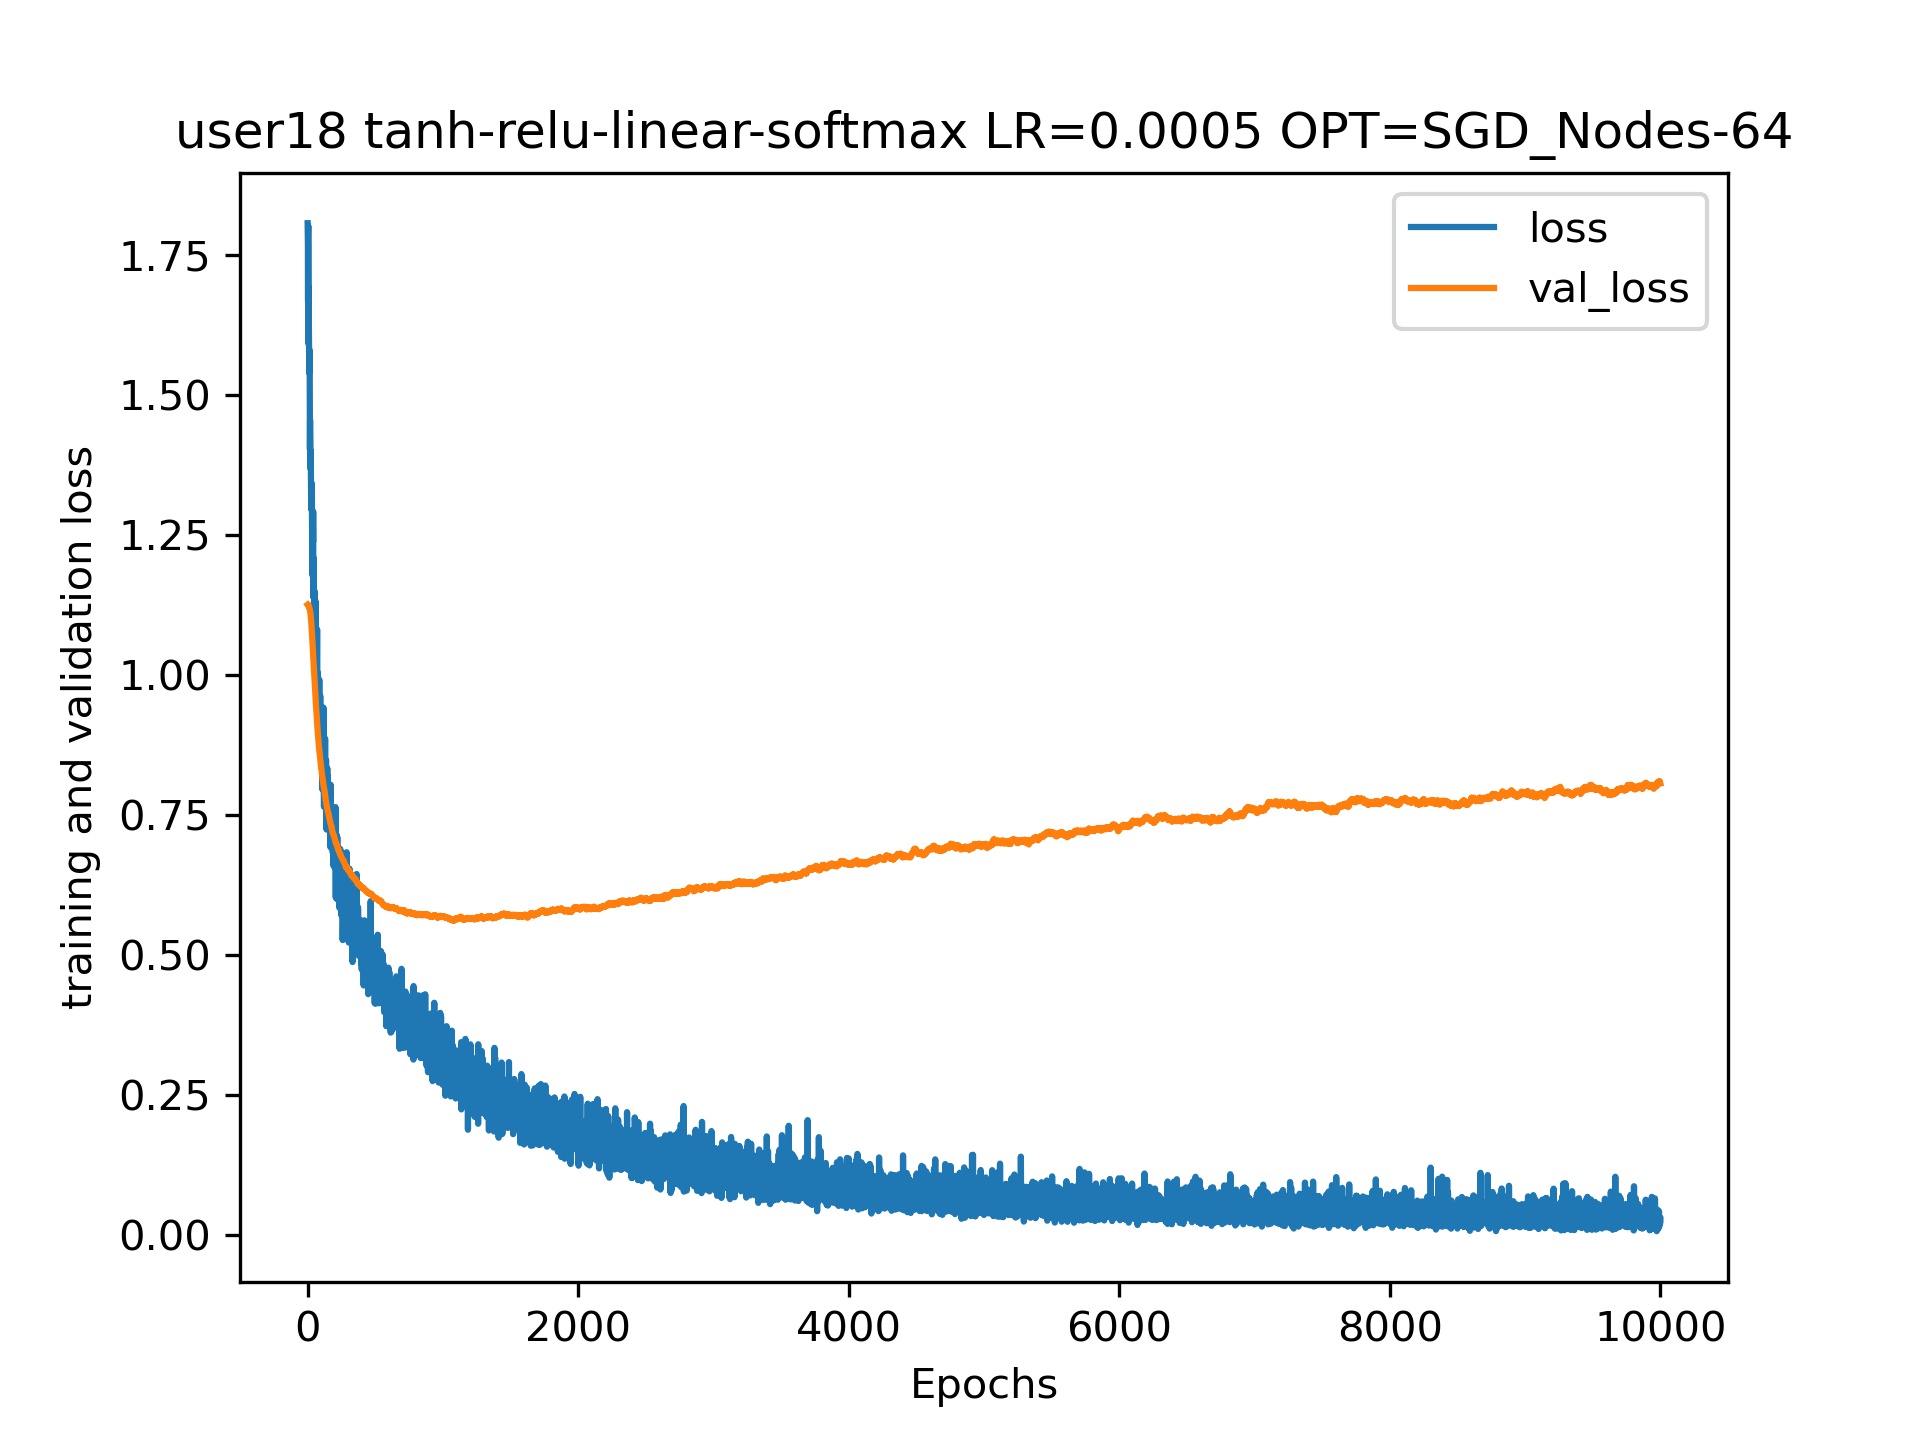 user18 tanh-relu-linear-softmax LR=0.0005 OPT=SGD_Nodes-64
loss
val_loss
training and validation loss
1.75
1.50
1.25
1.00
0.75
0.50
0.25
0.00
0 2000 4000 6000 8000 10000
Epochs